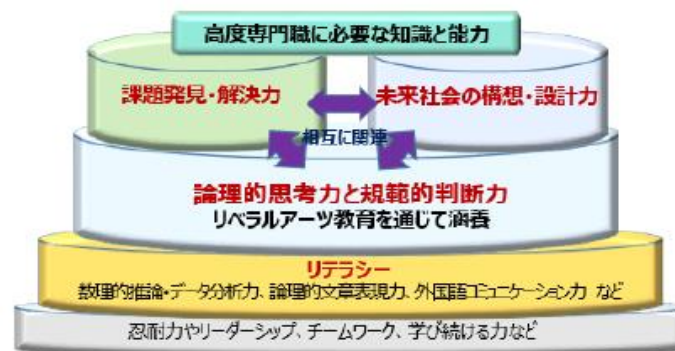 高度専門職に必要な知識と能力
課題発見・解決力
未来社会の構想・設計力
相互に関連
論理的思考力と規範的判断力
リベラルアーツ教育を通じて涵養
リテラシー
数理的推論・データ分析力、論理的文章表現力、外国語コミュニケーション力 など
忍耐力やリーダーシップ、チームワーク、学び続ける力など